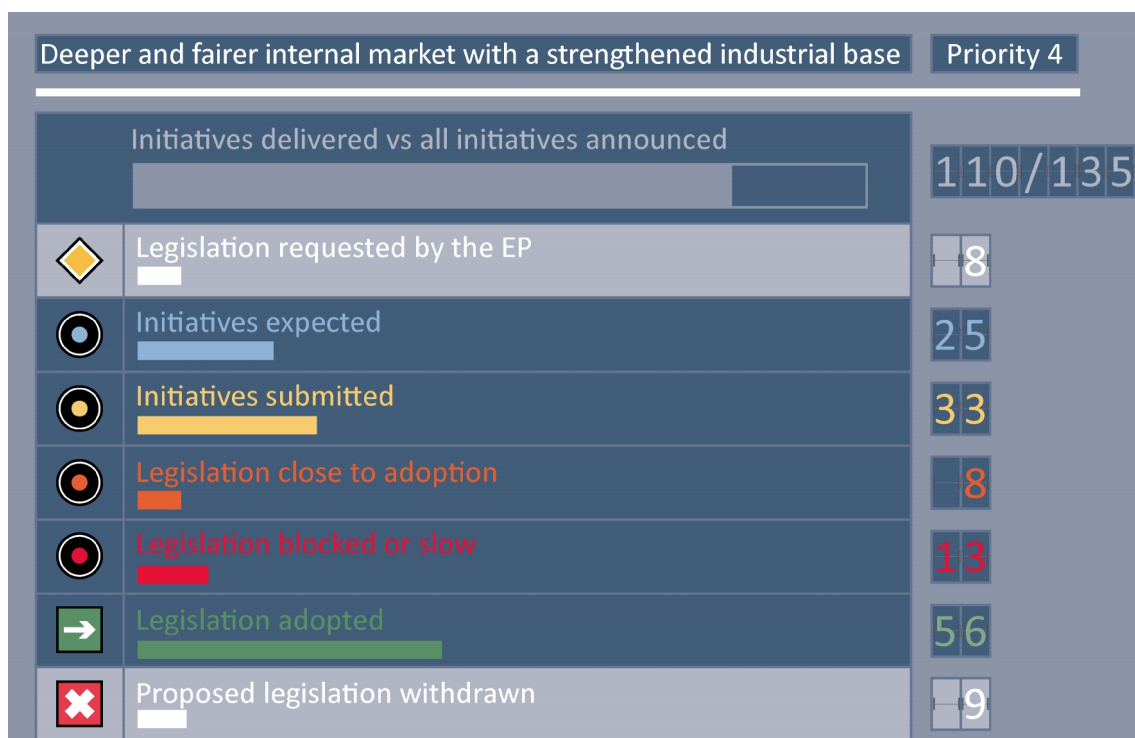 Deeper and fairer internal market with a strengthened industrial base Priority 4
Initiatives delivered vs all initiatives announced
110/135
Legislation requested by the EP 8
Initiatives expected 25
Initiatives submitted 33
Legislation close to adoption 8
Legislation blocked or slow 13
Legislation adopted 56
Proposed legislation withdrawn 9